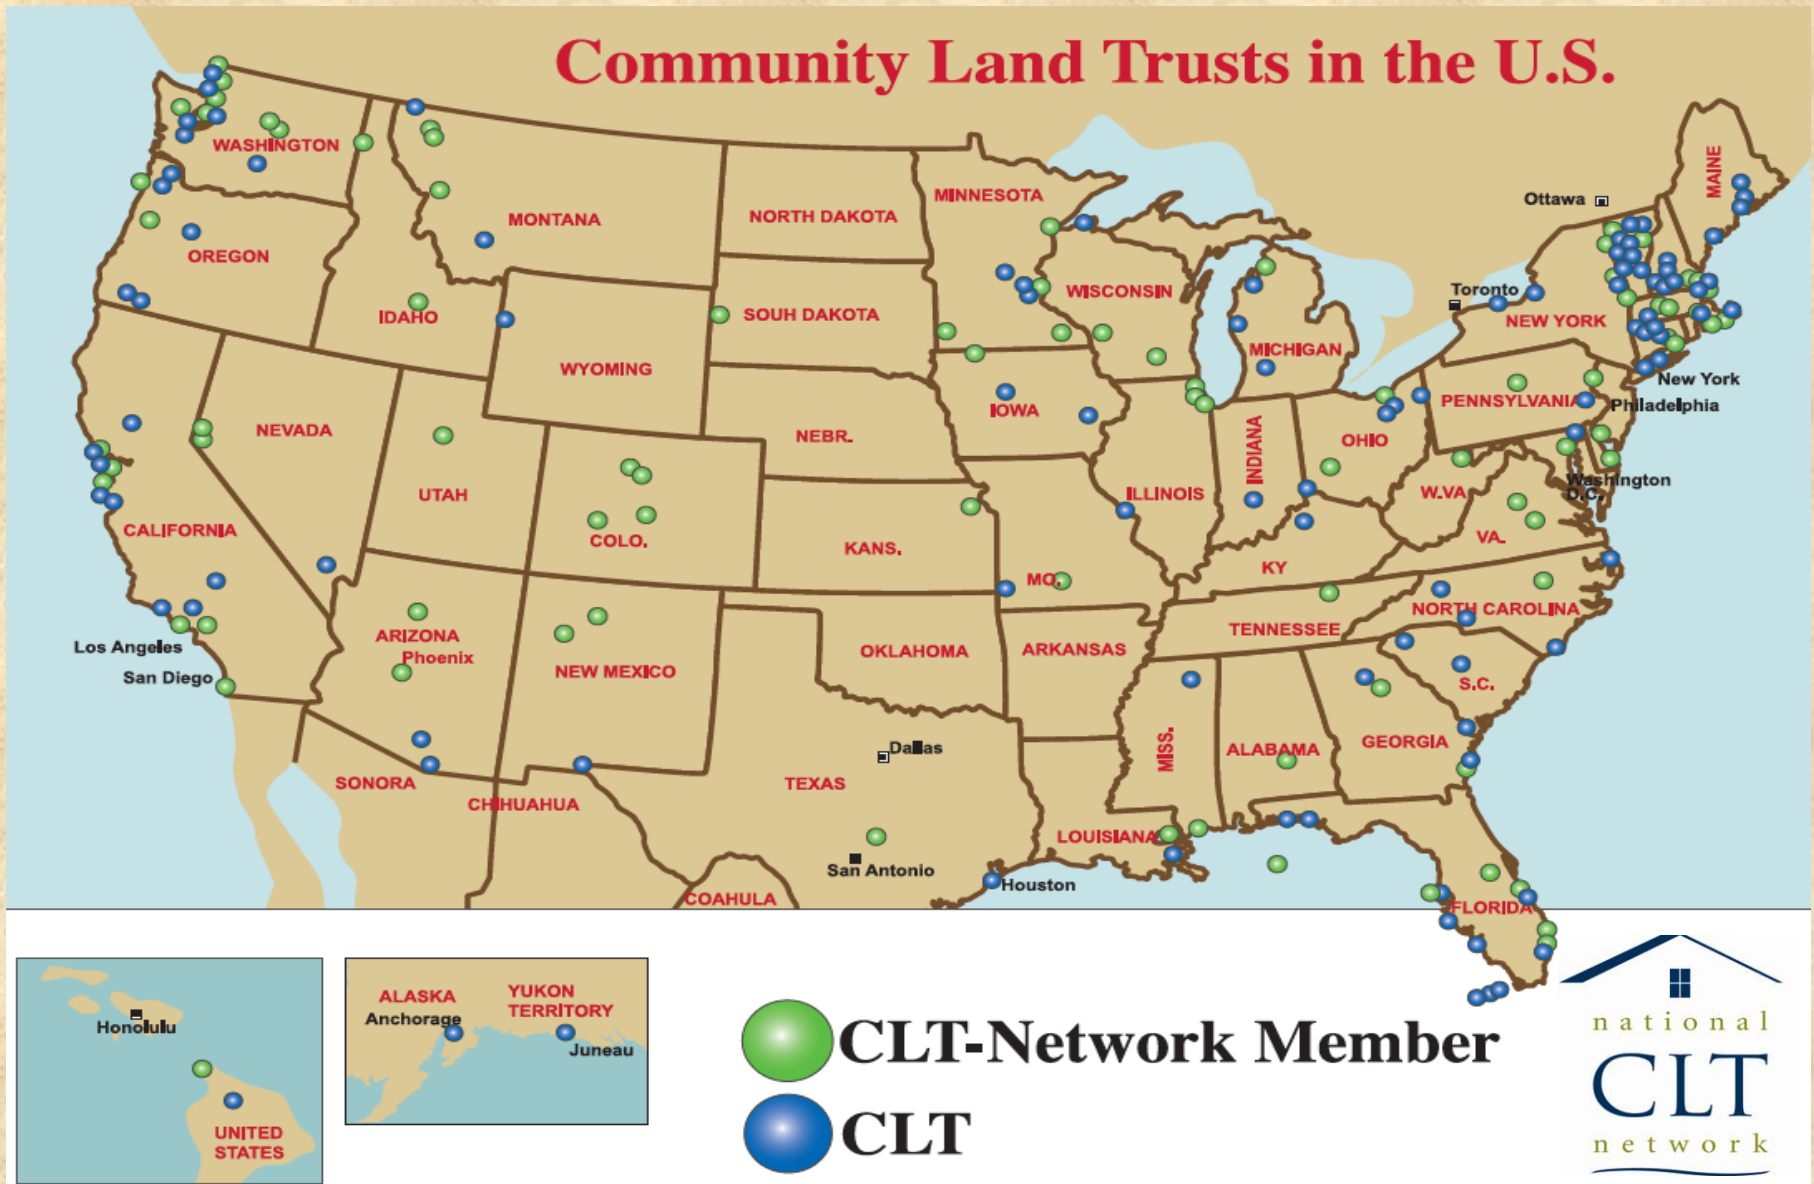 Community Land Trusts in the U.S.
WASHINGTON
MONTANA
NORTH DAKOTA
MINNESOTA
MAINE
Ottawa
OREGON
IDAHO
SOUH DAKOTA
WISCONSIN
Toronto
NEW YORK
MICHIGAN
WYOMING
IOWA
New York
PENNSYLVANIA
Philadelphia
NEVADA
NEBR.
OHIO
INDIANA
UTAH
ILLINOIS
W.VA
Washington
D.C.
CALIFORNIA
COLO.
KANS.
VA.
MO.
KY
NORTH CAROLINA
TENNESSEE
Los Angeles
San Diego
ARIZONA
Phoenix
NEW MEXICO
OKLAHOMA
ARKANSAS
S.C.
Dallas
MISS.
ALABAMA
GEORGIA
SONORA
CHIHUAHUA
TEXAS
LOUISIANA
San Antonio
Houston
COAHULA
FLORIDA
Honolulu
UNITED
STATES
ALASKA
Anchorage
YUKON
TERRITORY
Juneau
CLT-Network Member
CLT
national
CLT
network